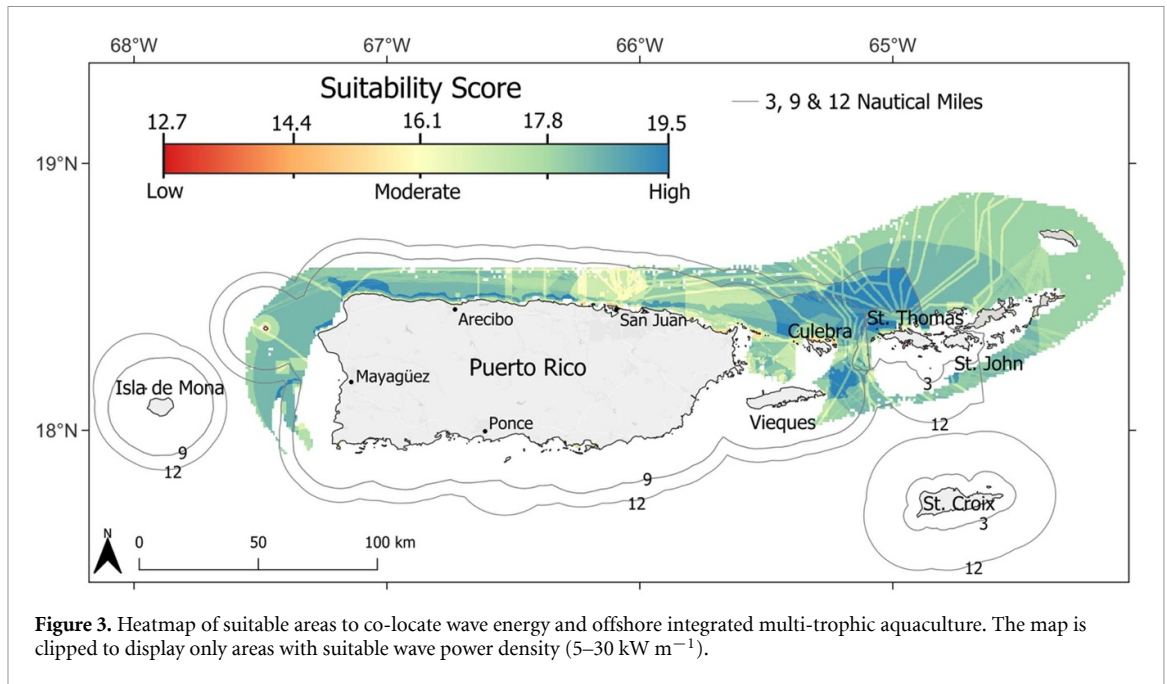 68°W 67°W 66°W 65°W
Suitability Score
3, 9 & 12 Nautical Miles
12.7 14.4 16.1 17.8 19.5
Low Moderate High
19°N
18°N
Arecibo
San Juan
Culebra
St. Thomas
St. John
Puerto Rico
Mayagüez
Isla de Mona
Ponce
Vieques
3
12
9
12
9
12
St. Croix
3
12
N
0 50 100 km
Figure 3. Heatmap of suitable areas to co-locate wave energy and offshore integrated multi-trophic aquaculture. The map is
clipped to display only areas with suitable wave power density (5–30 kW m⁻¹).